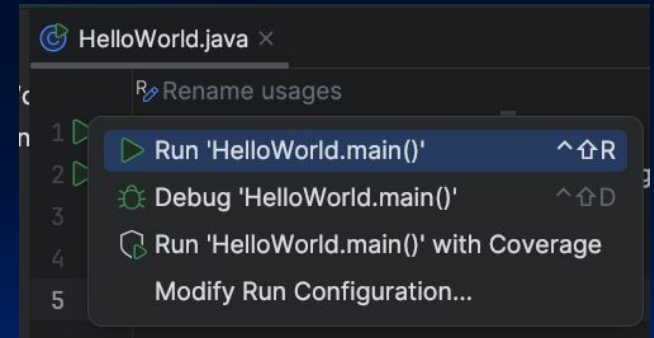 HelloWorld.java
Rename usages
1
Run 'HelloWorld.main()' ^⇧R
2
Debug 'HelloWorld.main()' ^⇧D
3
Run 'HelloWorld.main()' with Coverage
4
5
Modify Run Configuration...